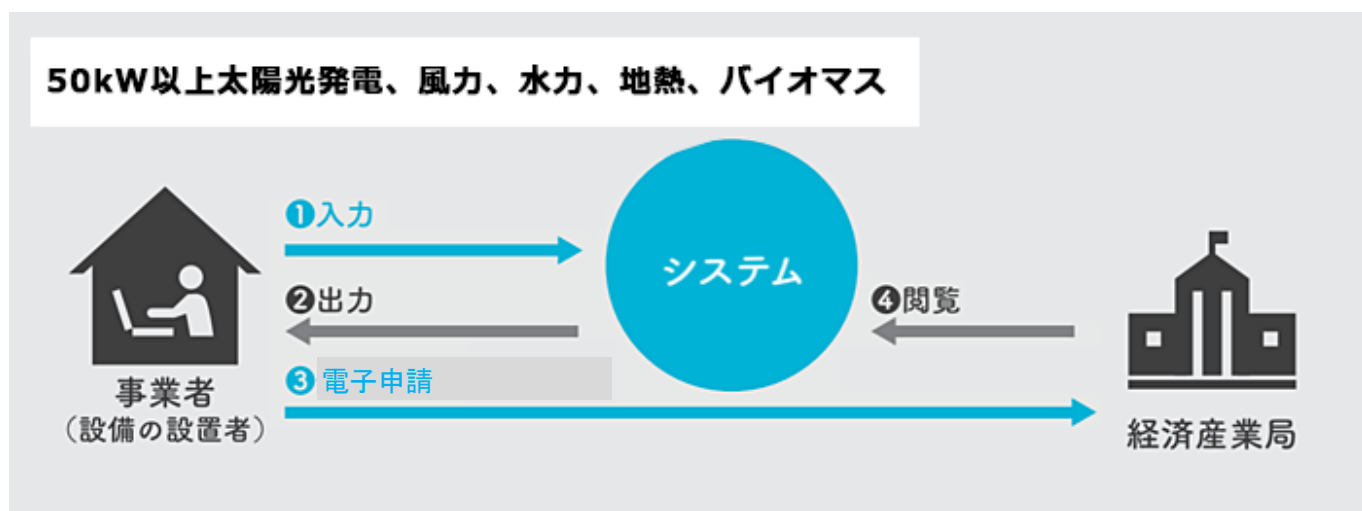 50kW以上太陽光発電、風力、水力、地熱、バイオマス
❶入力
システム
❷出力
❹閲覧
❸電子申請
事業者
（設備の設置者）
経済産業局